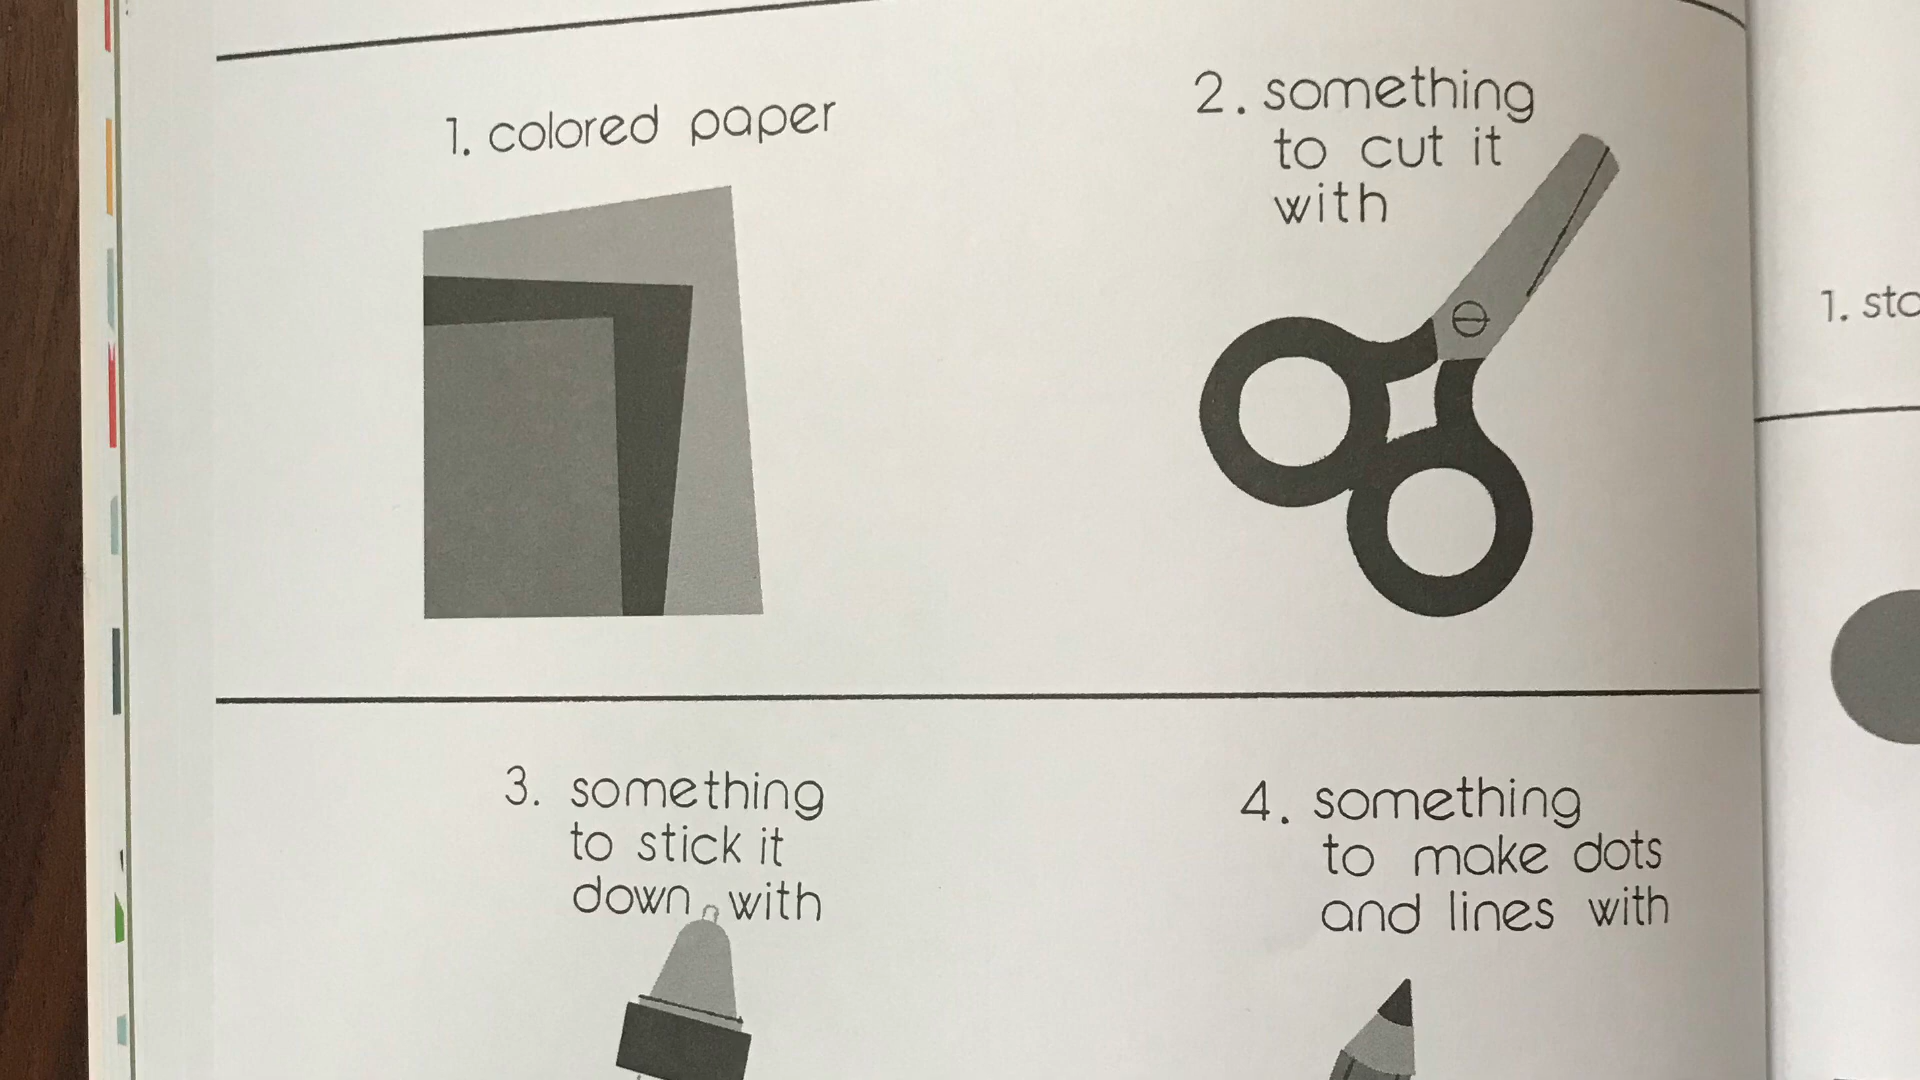 1. colored paper
2. something
to cut it
with
3. something
to stick it
down with
4. something
to make dots
and lines with
1.